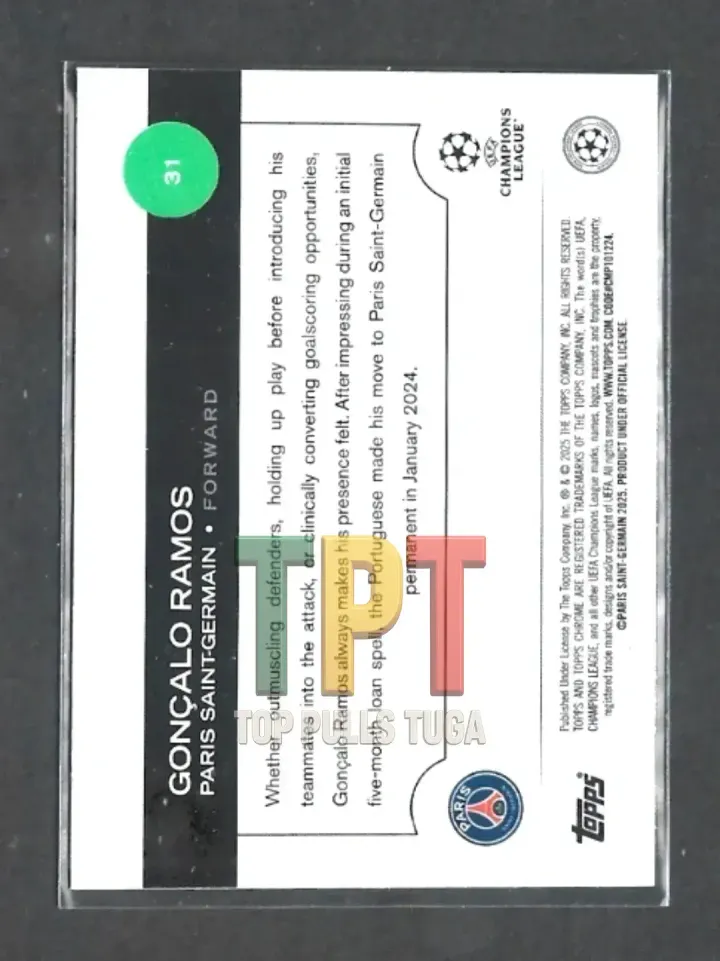 31
GONÇALO RAMOS
PARIS SAINT-GERMAIN • FORWARD
Whether outmuscling defenders, holding up play before introducing his
teammates into the attack, or clinically converting goalscoring opportunities,
Gonçalo Ramos always makes his presence felt. After impressing during an initial
five-month loan spell, the Portuguese made his move to Paris Saint-Germain
permanent in January 2024.
TPT
TOP PULLS TUGA
PARIS
UEFA
CHAMPIONS
LEAGUE
topps
Published Under License by The Topps Company, Inc. ® & © 2025 THE TOPPS COMPANY, INC. ALL RIGHTS RESERVED.
TOPPS AND TOPPS CHROME ARE REGISTERED TRADEMARKS OF THE TOPPS COMPANY, INC. The word(s) UEFA,
CHAMPIONS LEAGUE, and all other UEFA Champions League marks, names, logos, mascots and trophies are the property,
registered trade marks, designs and/or copyright of UEFA. All rights reserved. WWW.TOPPS.COM. CODE#CMP101224.
©PARIS SAINT-GERMAIN 2025. PRODUCT UNDER OFFICIAL LICENSE.